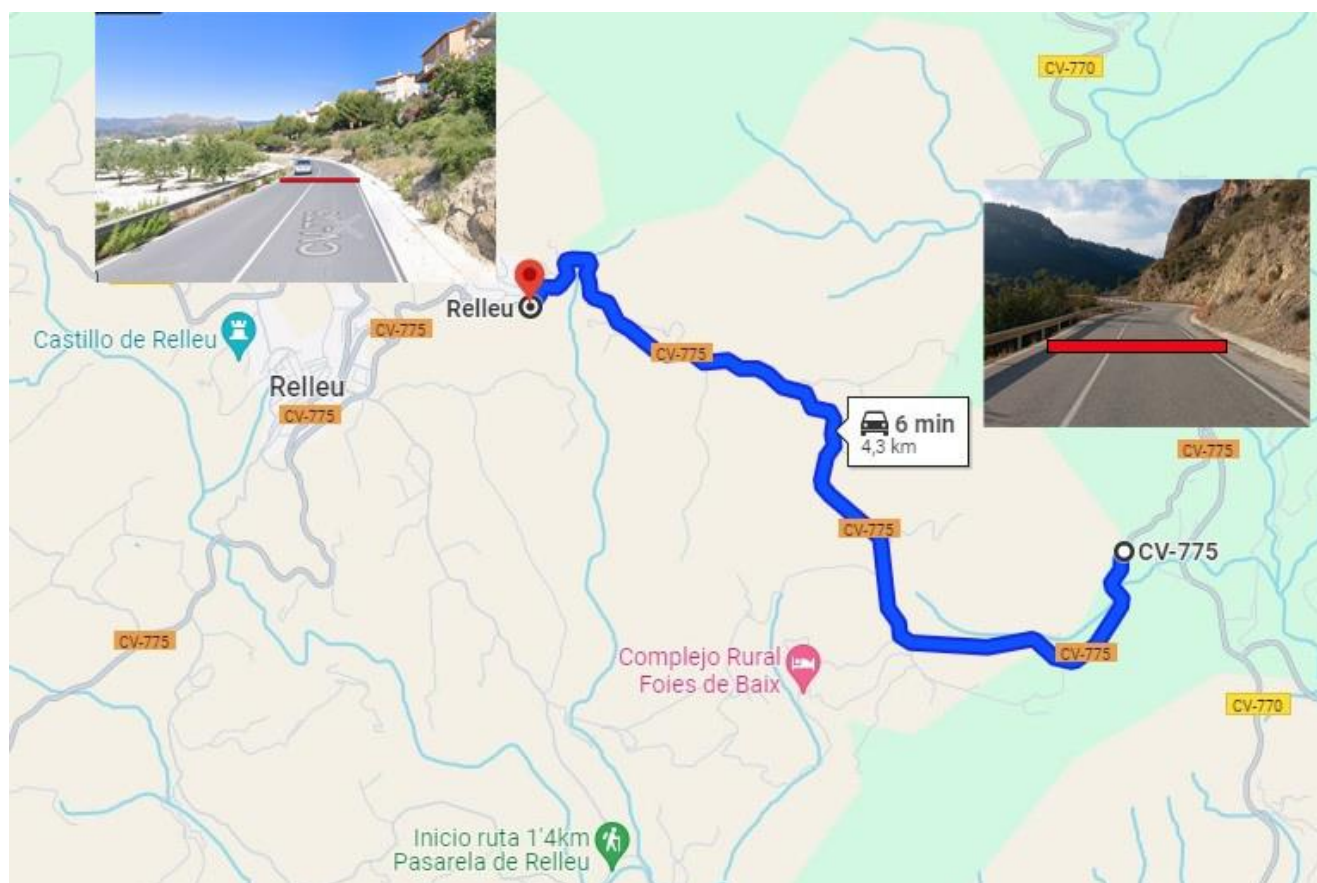 CV-770
CV-775
Relleu
CV-775
Castillo de Relleu
CV-775
Relleu
CV-775
6 min
4,3 km
CV-775
CV-775
CV-775
CV-775
Complejo Rural
Foies de Baix
CV-775
CV-770
Inicio ruta 1'4km
Pasarela de Relleu